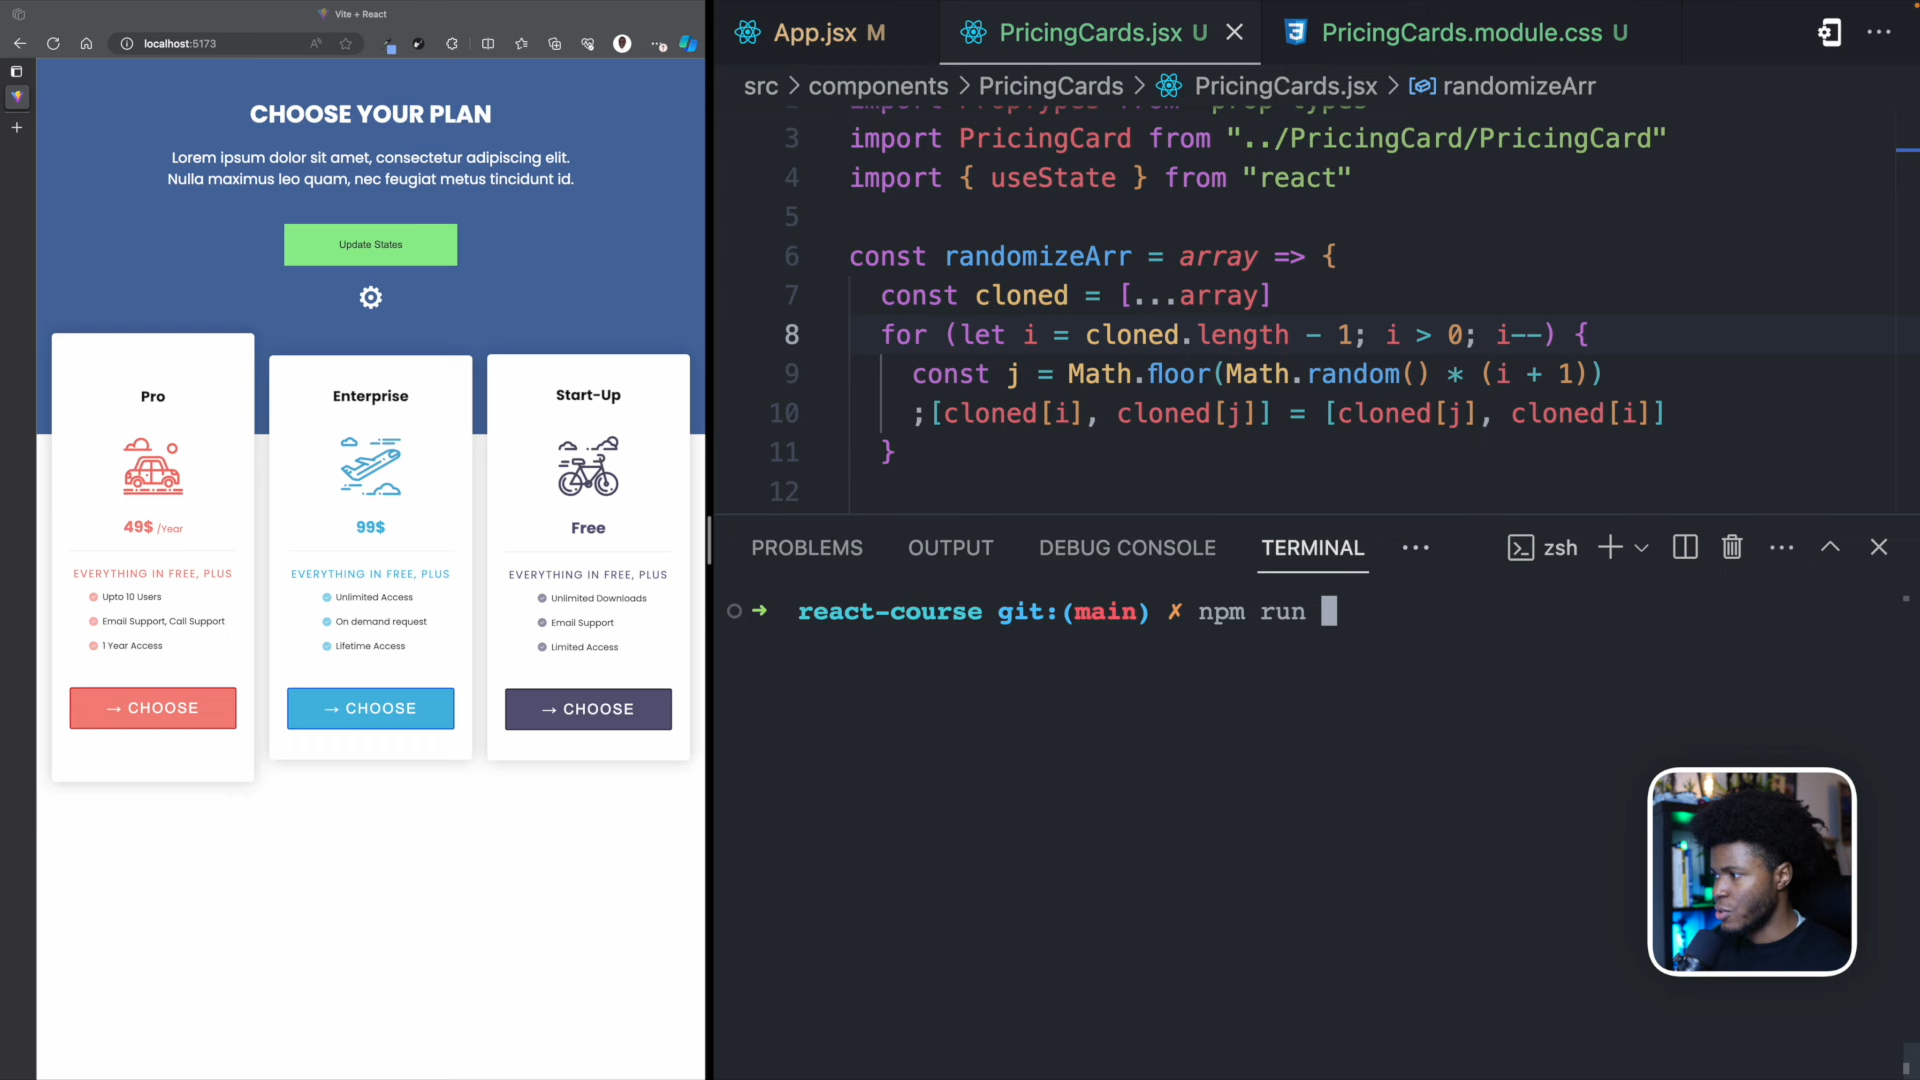 Vite + React
localhost:5173
CHOOSE YOUR PLAN
Lorem ipsum dolor sit amet, consectetur adipiscing elit.
Nulla maximus leo quam, nec feugiat metus tincidunt id.
Update States
Pro
49$ /Year
EVERYTHING IN FREE, PLUS
Upto 10 Users
Email Support, Call Support
1 Year Access
→ CHOOSE
Enterprise
99$
EVERYTHING IN FREE, PLUS
Unlimited Access
On demand request
Lifetime Access
→ CHOOSE
Start-Up
Free
EVERYTHING IN FREE, PLUS
Unlimited Downloads
Email Support
Limited Access
→ CHOOSE
App.jsx M
PricingCards.jsx U
PricingCards.module.css U
src > components > PricingCards > PricingCards.jsx > randomizeArr
2 import PropTypes from "prop-types"
3 import PricingCard from "../PricingCard/PricingCard"
4 import { useState } from "react"
5
6 const randomizeArr = array => {
7 const cloned = [...array]
8 for (let i = cloned.length - 1; i > 0; i--) {
9 const j = Math.floor(Math.random() * (i + 1))
10 ;[cloned[i], cloned[j]] = [cloned[j], cloned[i]]
11 }
12
PROBLEMS OUTPUT DEBUG CONSOLE TERMINAL ··· zsh
➜ react-course git:(main) ✗ npm run